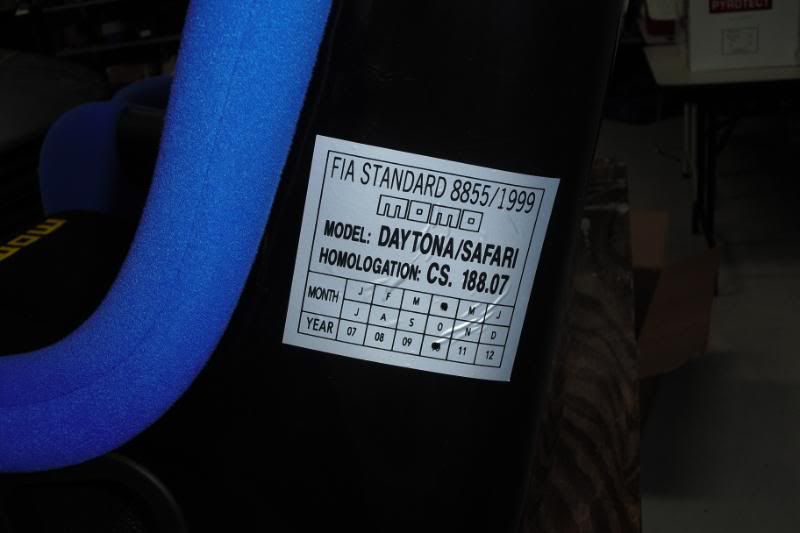 PYROTECT
FIA STANDARD 8855/1999
momo
MODEL: DAYTONA/SAFARI
HOMOLOGATION: CS. 188.07
MONTH J F M M J
J A S O N D
YEAR 07 08 09 11 12